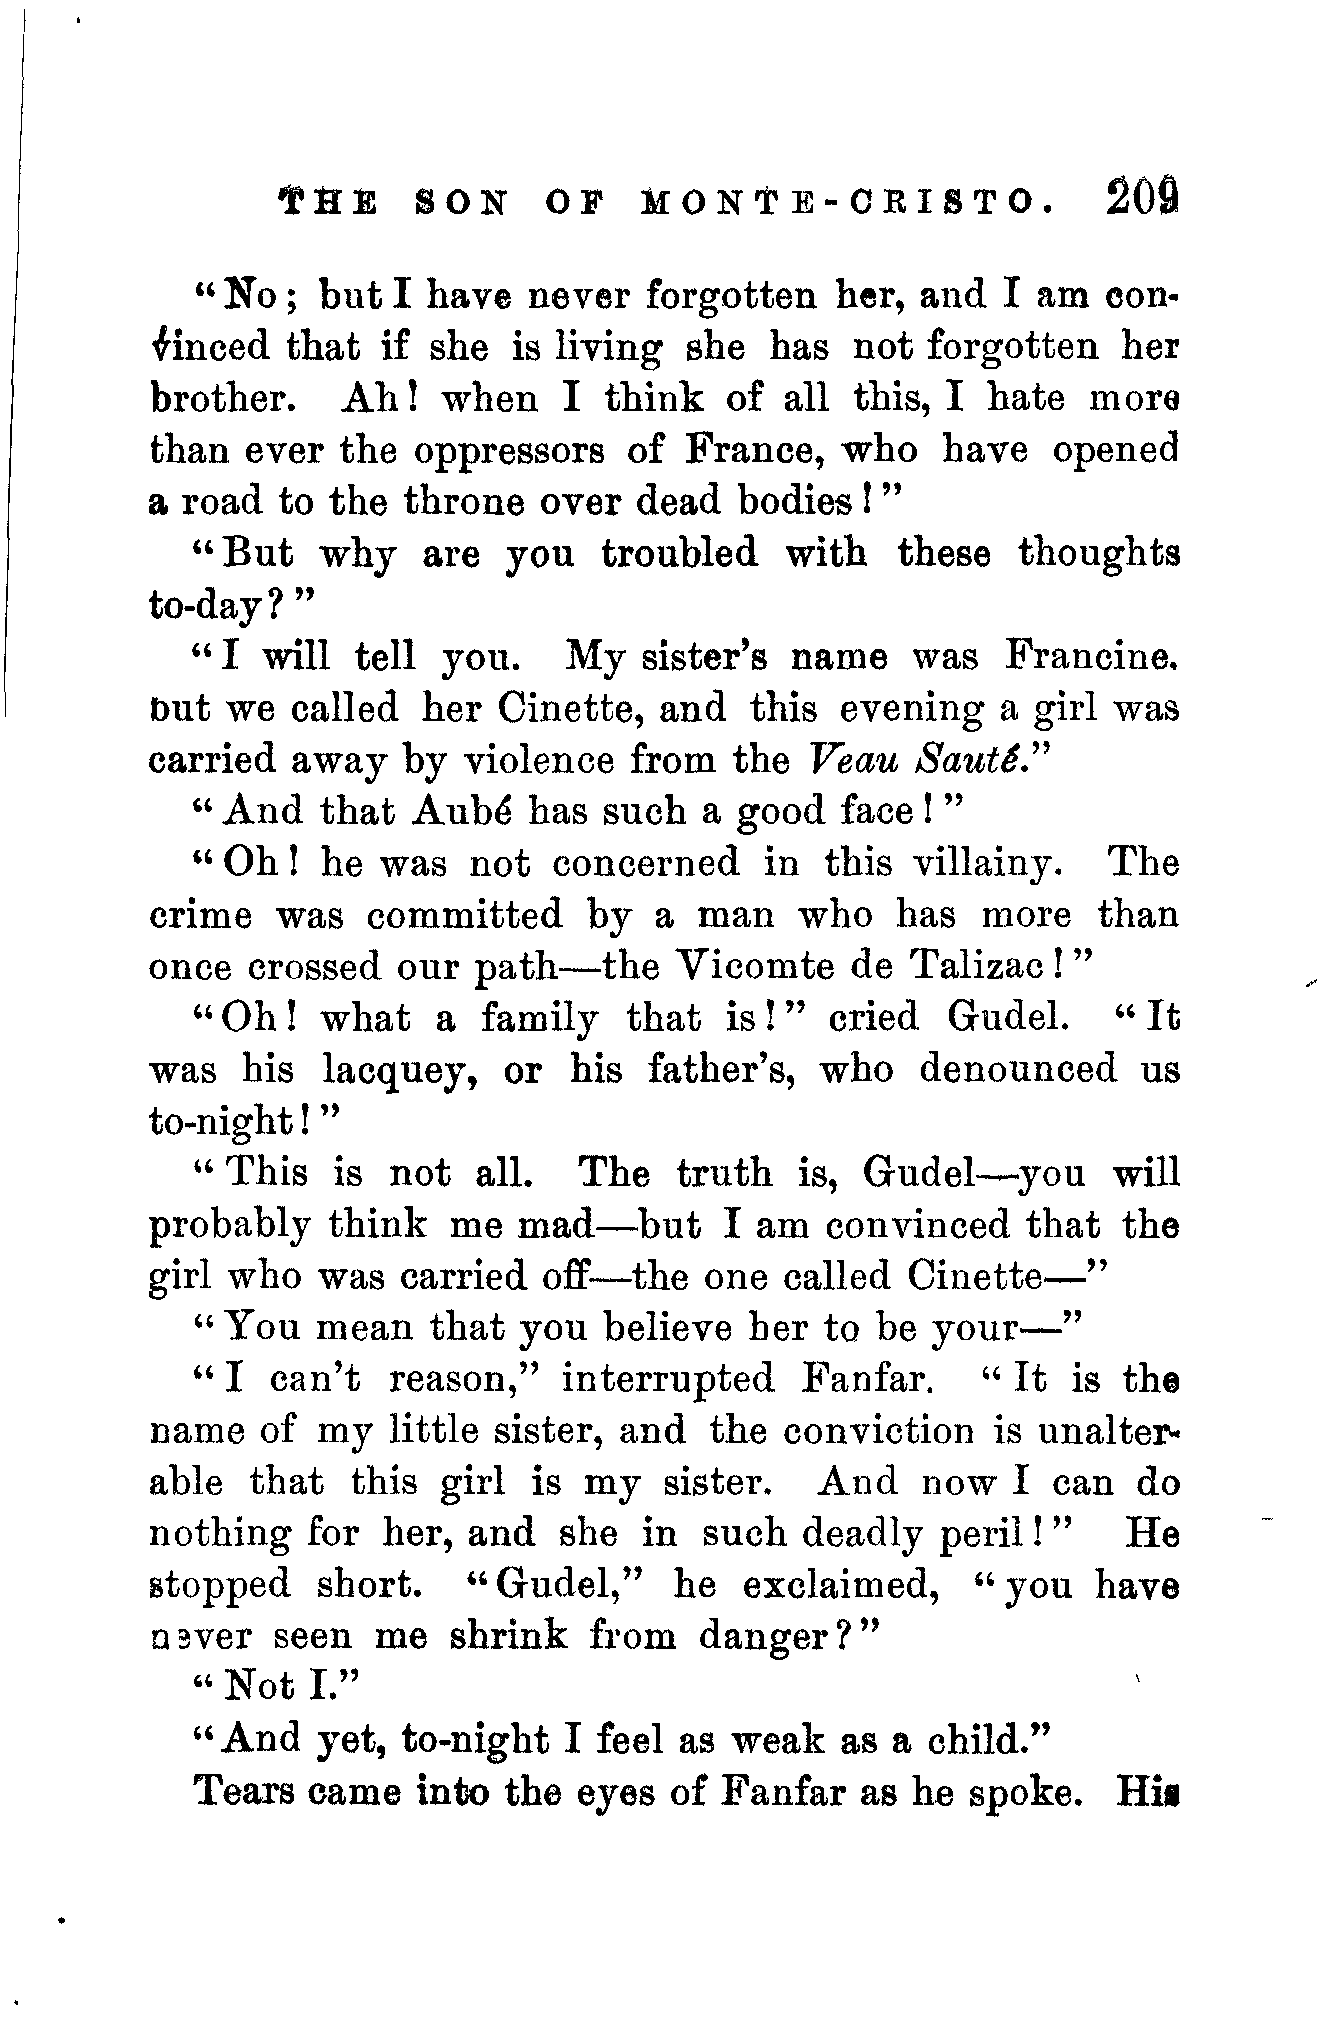 THE SON OF MONTE-CRISTO. 209
"No; but I have never forgotten her, and I am con-
vinced that if she is living she has not forgotten her
brother. Ah! when I think of all this, I hate more
than ever the oppressors of France, who have opened
a road to the throne over dead bodies!"
"But why are you troubled with these thoughts
to-day?"
"I will tell you. My sister's name was Francine.
but we called her Cinette, and this evening a girl was
carried away by violence from the Veau Sauté."
"And that Aubé has such a good face!"
"Oh! he was not concerned in this villainy. The
crime was committed by a man who has more than
once crossed our path—the Vicomte de Talizac!"
"Oh! what a family that is!" cried Gudel. "It
was his lacquey, or his father's, who denounced us
to-night!"
"This is not all. The truth is, Gudel—you will
probably think me mad—but I am convinced that the
girl who was carried off—the one called Cinette—"
"You mean that you believe her to be your—"
"I can't reason," interrupted Fanfar. "It is the
name of my little sister, and the conviction is unalter-
able that this girl is my sister. And now I can do
nothing for her, and she in such deadly peril!" He
stopped short. "Gudel," he exclaimed, "you have
never seen me shrink from danger?"
"Not I."
"And yet, to-night I feel as weak as a child."
Tears came into the eyes of Fanfar as he spoke. His